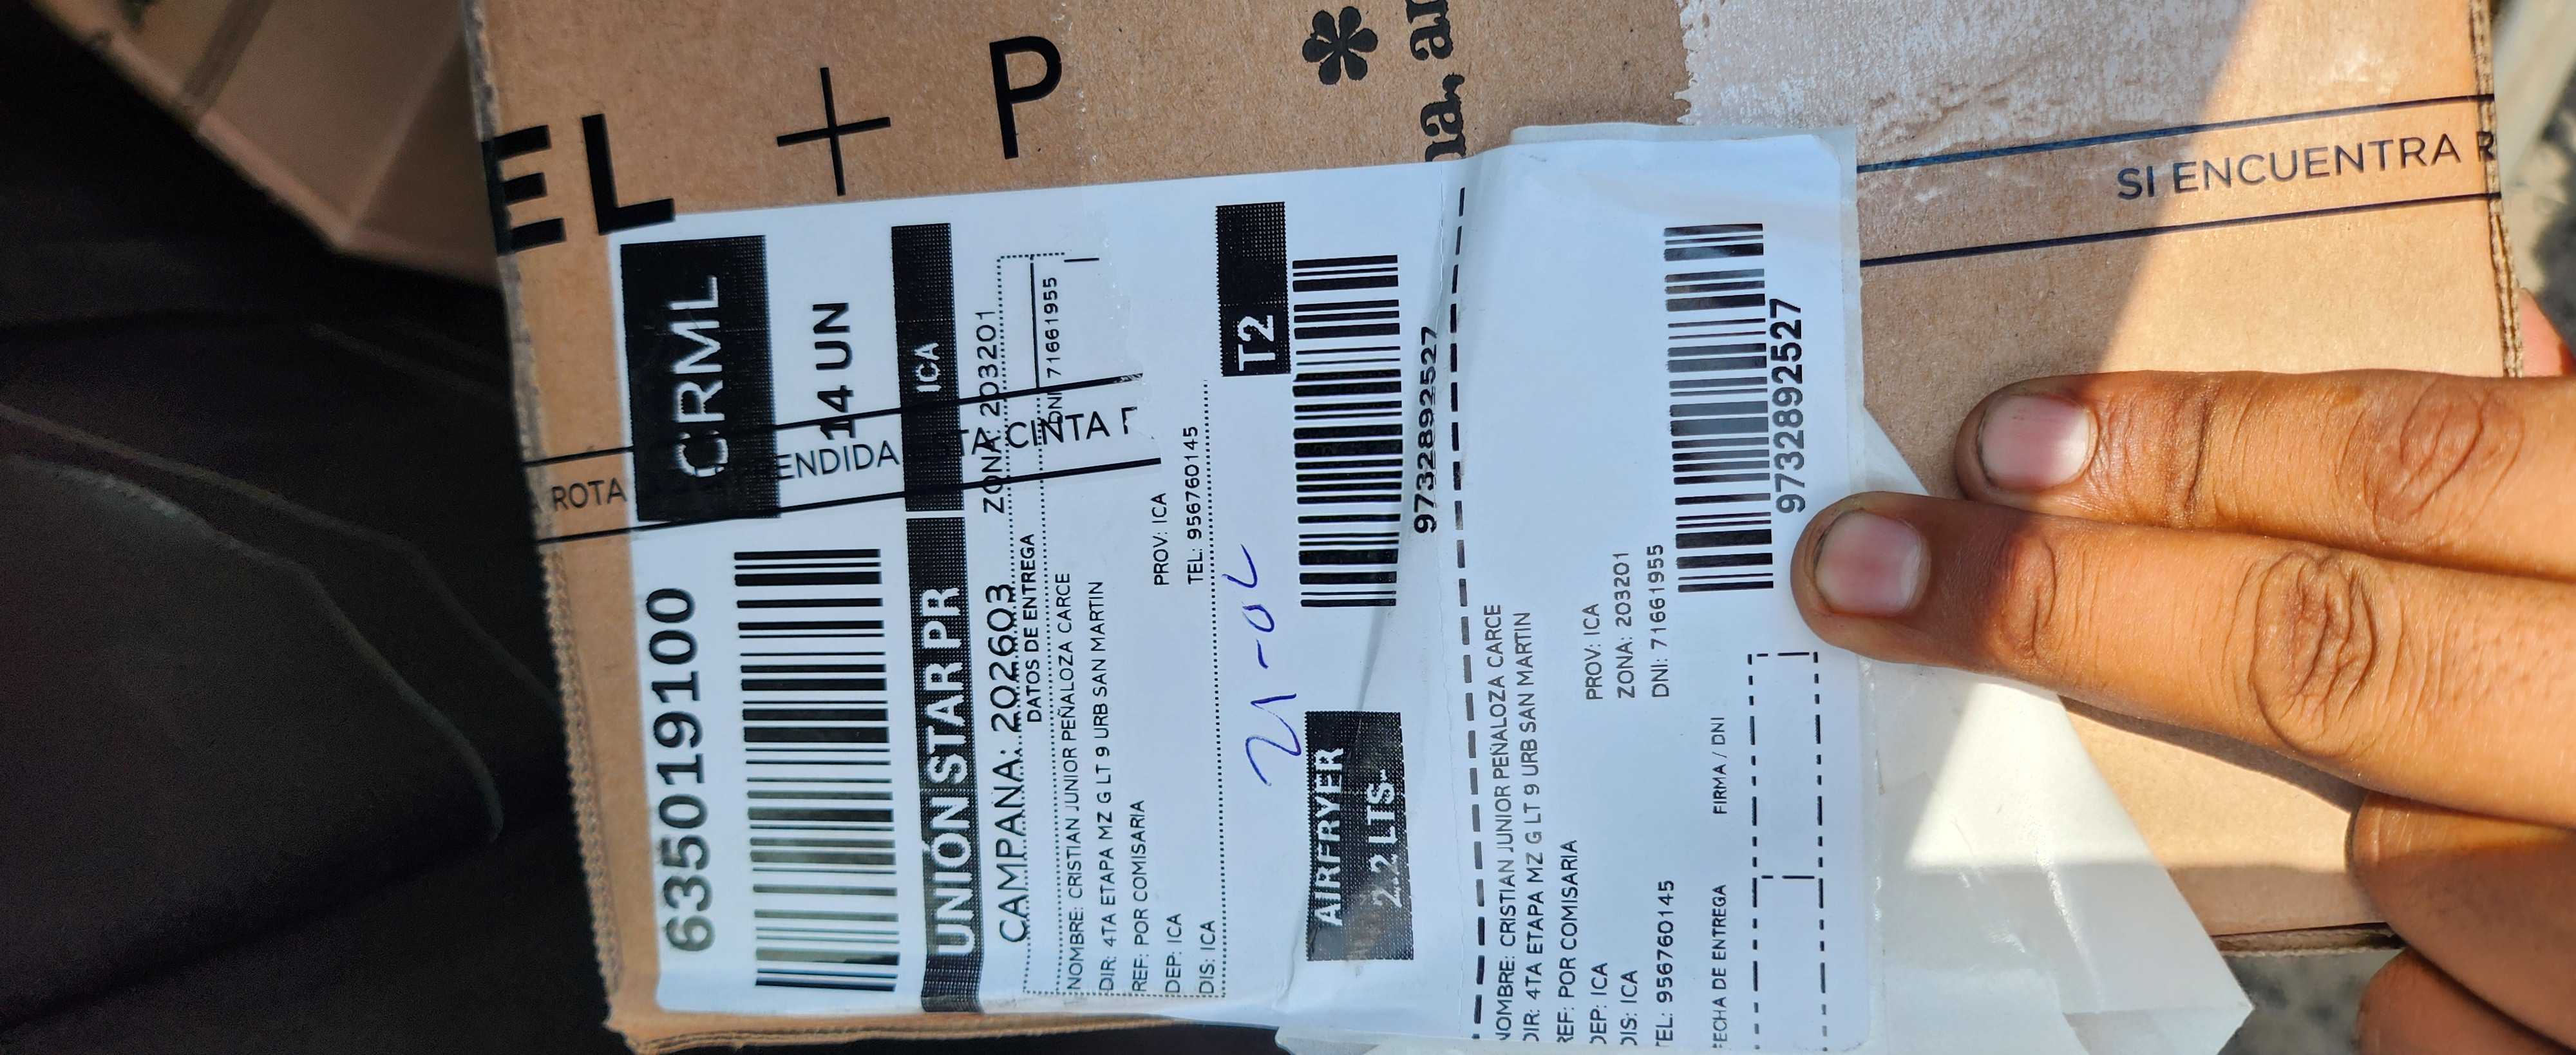 EL + P
*
na, ar
SI ENCUENTRA R
ROTA
ENDIDA
TA CINTA T
6350191100
CRML
14 UN
UNIÓN STAR PR
ICA
CAMPAÑA: 202603
ZONA: 203201
DATOS DE ENTREGA
NOMBRE: CRISTIAN JUNIOR PEÑALOZA CARCE
DNI 71661955
DIR: 4TA ETAPA MZ G LT 9 URB SAN MARTIN
REF: POR COMISARIA
DEP: ICA
PROV: ICA
DIS: ICA
TEL: 956760145
T2
21-02
AIRFRYER
2.2 LTS
9732892527
NOMBRE: CRISTIAN JUNIOR PEÑALOZA CARCE
DIR: 4TA ETAPA MZ G LT 9 URB SAN MARTIN
REF: POR COMISARIA
DEP: ICA
PROV: ICA
DIS: ICA
ZONA: 203201
TEL: 956760145
DNI: 71661955
FECHA DE ENTREGA
FIRMA / DNI
9732892527